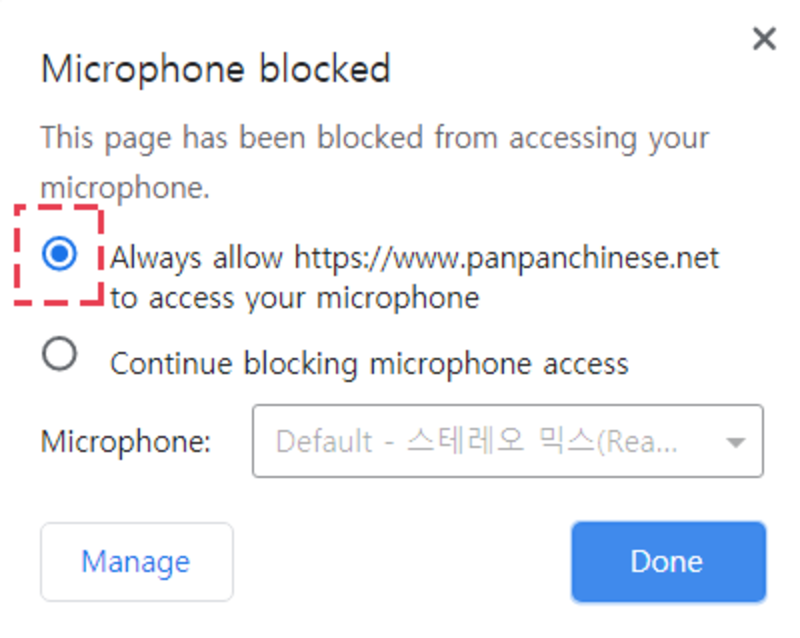 Microphone blocked
This page has been blocked from accessing your
microphone.
Always allow https://www.panpanchinese.net
to access your microphone
Continue blocking microphone access
Microphone: Default - 스테레오 믹스(Rea...
Manage Done